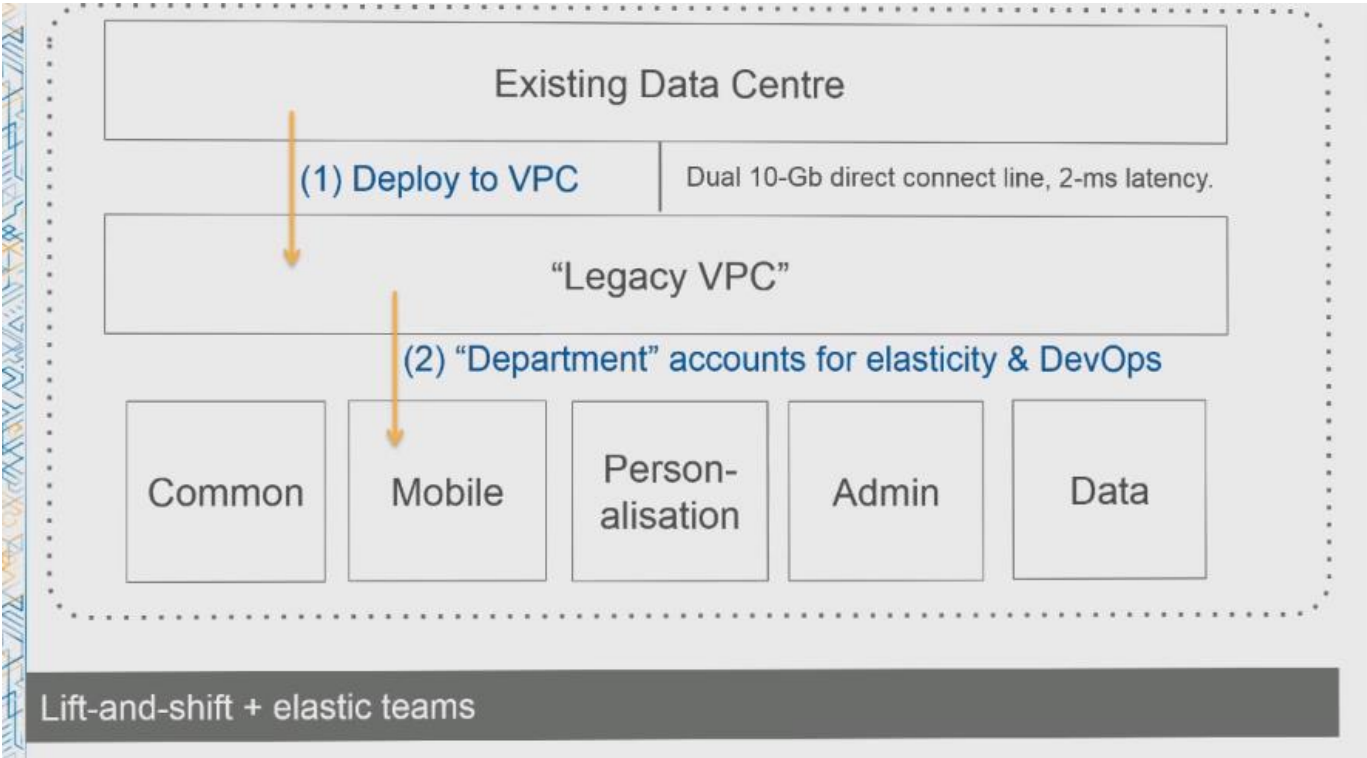 Existing Data Centre
(1) Deploy to VPC
Dual 10-Gb direct connect line, 2-ms latency.
“Legacy VPC”
(2) “Department” accounts for elasticity & DevOps
Common
Mobile
Person-
alisation
Admin
Data
Lift-and-shift + elastic teams